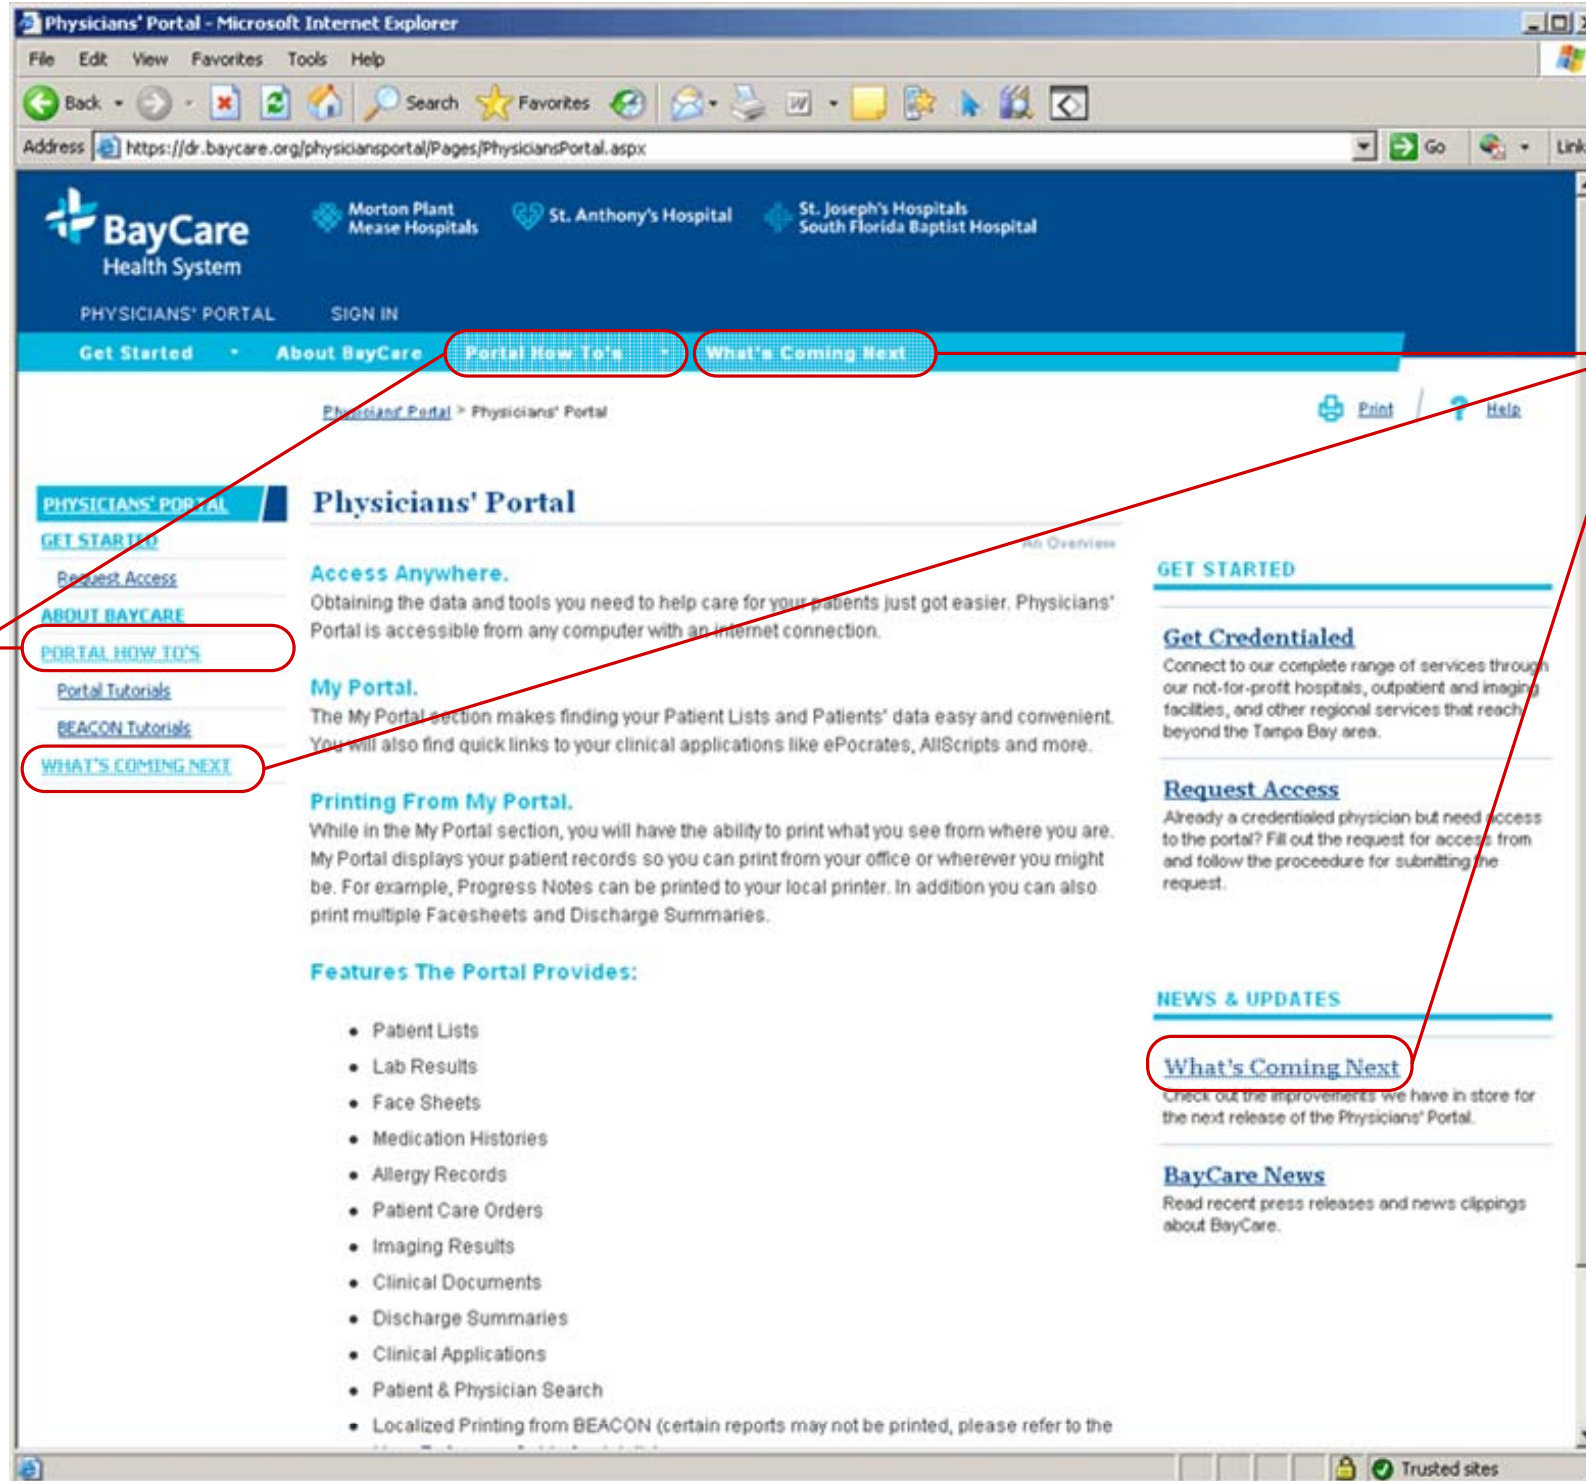 Physicians' Portal - Microsoft Internet Explorer
File Edit View Favorites Tools Help
Back Search Favorites
Address https://dr.baycare.org/physiciansportal/Pages/PhysiciansPortal.aspx Go Link
BayCare
Health System
Morton Plant
Mease Hospitals
St. Anthony's Hospital
St. Joseph's Hospitals
South Florida Baptist Hospital
PHYSICIANS' PORTAL SIGN IN
Get Started About BayCare Portal How To's What's Coming Next
Physicians' Portal > Physicians' Portal
Print Help
PHYSICIANS' PORTAL
GET STARTED
Request Access
ABOUT BAYCARE
PORTAL HOW TO'S
Portal Tutorials
BEACON Tutorials
WHAT'S COMING NEXT
Physicians' Portal
An Overview
Access Anywhere.
Obtaining the data and tools you need to help care for your patients just got easier. Physicians'
Portal is accessible from any computer with an internet connection.
My Portal.
The My Portal section makes finding your Patient Lists and Patients' data easy and convenient.
You will also find quick links to your clinical applications like ePocrates, AllScripts and more.
Printing From My Portal.
While in the My Portal section, you will have the ability to print what you see from where you are.
My Portal displays your patient records so you can print from your office or wherever you might
be. For example, Progress Notes can be printed to your local printer. In addition you can also
print multiple Facesheets and Discharge Summaries.
Features The Portal Provides:
• Patient Lists
• Lab Results
• Face Sheets
• Medication Histories
• Allergy Records
• Patient Care Orders
• Imaging Results
• Clinical Documents
• Discharge Summaries
• Clinical Applications
• Patient & Physician Search
• Localized Printing from BEACON (certain reports may not be printed, please refer to the
GET STARTED
Get Credentialed
Connect to our complete range of services through
our not-for-profit hospitals, outpatient and imaging
facilities, and other regional services that reach
beyond the Tampa Bay area.
Request Access
Already a credentialed physician but need access
to the portal? Fill out the request for access from
and follow the proceedure for submitting the
request.
NEWS & UPDATES
What's Coming Next
Check out the improvements we have in store for
the next release of the Physicians' Portal.
BayCare News
Read recent press releases and news clippings
about BayCare.
Trusted sites